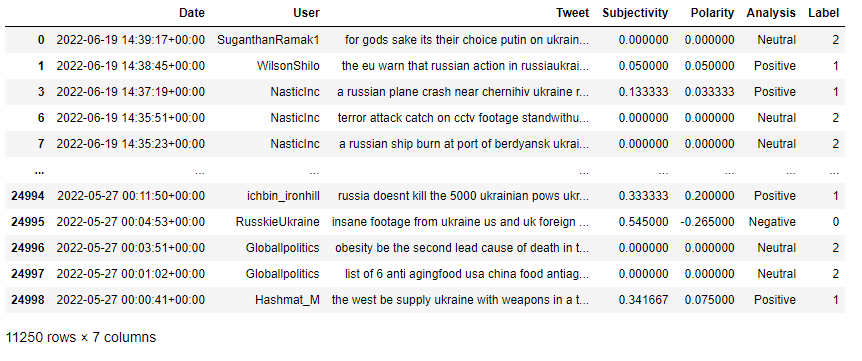 Date User Tweet Subjectivity Polarity Analysis Label
0 2022-06-19 14:39:17+00:00 SuganthanRamak1 for gods sake its their choice putin on ukrain... 0.000000 0.000000 Neutral 2
1 2022-06-19 14:38:45+00:00 WilsonShilo the eu warn that russian action in russiaukrai... 0.050000 0.050000 Positive 1
3 2022-06-19 14:37:19+00:00 NasticInc a russian plane crash near chernihiv ukraine r... 0.133333 0.033333 Positive 1
6 2022-06-19 14:35:51+00:00 NasticInc terror attack catch on cctv footage standwithu... 0.000000 0.000000 Neutral 2
7 2022-06-19 14:35:23+00:00 NasticInc a russian ship burn at port of berdyansk ukrai... 0.000000 0.000000 Neutral 2
... ... ... ... ... ... ... ...
24994 2022-05-27 00:11:50+00:00 ichbin_ironhill russia doesnt kill the 5000 ukrainian pows ukr... 0.333333 0.200000 Positive 1
24995 2022-05-27 00:04:53+00:00 RusskieUkraine insane footage from ukraine us and uk foreign ... 0.545000 -0.265000 Negative 0
24996 2022-05-27 00:03:51+00:00 Globallpolitics obesity be the second lead cause of death in t... 0.000000 0.000000 Neutral 2
24997 2022-05-27 00:01:02+00:00 Globallpolitics list of 6 anti agingfood usa china food antiag... 0.000000 0.000000 Neutral 2
24998 2022-05-27 00:00:41+00:00 Hashmat_M the west be supply ukraine with weapons in a t... 0.341667 0.075000 Positive 1
11250 rows × 7 columns